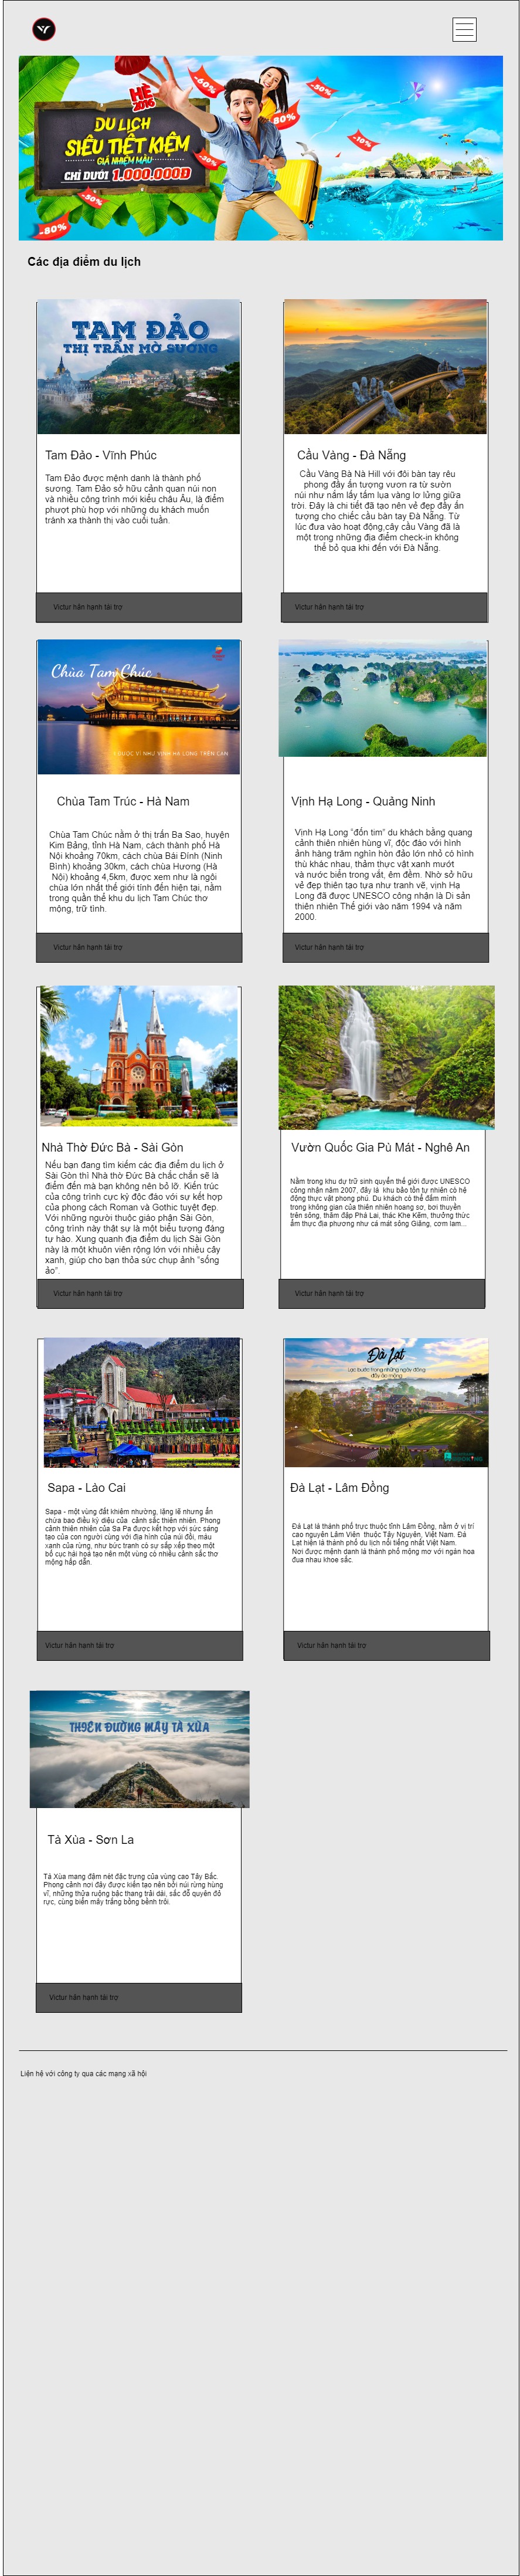 HÈ
2016
DU LỊCH
SIÊU TIẾT KIỆM
GIÁ NHIỆM MÀU
CHỈ DƯỚI 1.000.000Đ
-60%
-50%
-80%
-10%
-30%
-50%
-80%
Các địa điểm du lịch
TAM ĐẢO
THỊ TRẤN MỜ SƯƠNG
Tam Đảo - Vĩnh Phúc
Tam Đảo được mệnh danh là thành phố
sương. Tam Đảo sở hữu cảnh quan núi non
và nhiều công trình mới kiểu châu Âu, là điểm
phượt phù hợp với những du khách muốn
tránh xa thành thị vào cuối tuần.
Victur hân hạnh tài trợ
Cầu Vàng - Đà Nẵng
Cầu Vàng Bà Nà Hill với đôi bàn tay rêu
phong đầy ấn tượng vươn ra từ sườn
núi như nắm lấy tấm lụa vàng lơ lửng giữa
trời. Đây là chi tiết đã tạo nên vẻ đẹp đầy ấn
tượng cho chiếc cầu bàn tay Đà Nẵng. Từ
lúc đưa vào hoạt động,cây cầu Vàng đã là
một trong những địa điểm check-in không
thể bỏ qua khi đến với Đà Nẵng.
Victur hân hạnh tài trợ
Chùa Tam Chúc
ĐƯỢC VÍ NHƯ VỊNH HẠ LONG TRÊN CẠN
Chùa Tam Trúc - Hà Nam
Chùa Tam Chúc nằm ở thị trấn Ba Sao, huyện
Kim Bảng, tỉnh Hà Nam, cách thành phố Hà
Nội khoảng 70km, cách chùa Bái Đính (Ninh
Bình) khoảng 30km, cách chùa Hương (Hà
Nội) khoảng 4,5km, được xem như là ngôi
chùa lớn nhất thế giới tính đến hiện tại, nằm
trong quần thể khu du lịch Tam Chúc thơ
mộng, trữ tình.
Victur hân hạnh tài trợ
Vịnh Hạ Long - Quảng Ninh
Vịnh Hạ Long “đốn tim” du khách bằng quang
cảnh thiên nhiên hùng vĩ, độc đáo với hình
ảnh hàng trăm nghìn hòn đảo lớn nhỏ có hình
thù khác nhau, thảm thực vật xanh mướt
và nước biển trong vắt, êm đềm. Nhờ sở hữu
vẻ đẹp thiên tạo tựa như tranh vẽ, vịnh Hạ
Long đã được UNESCO công nhận là Di sản
thiên nhiên Thế giới vào năm 1994 và năm
2000.
Victur hân hạnh tài trợ
Nhà Thờ Đức Bà - Sài Gòn
Nếu bạn đang tìm kiếm các địa điểm du lịch ở
Sài Gòn thì Nhà thờ Đức Bà chắc chắn sẽ là
điểm đến mà bạn không nên bỏ lỡ. Kiến trúc
của công trình cực kỳ độc đáo với sự kết hợp
của phong cách Roman và Gothic tuyệt đẹp.
Với những người thuộc giáo phận Sài Gòn,
công trình này thật sự là một biểu tượng đáng
tự hào. Xung quanh địa điểm du lịch Sài Gòn
này là một khuôn viên rộng lớn với nhiều cây
xanh, giúp cho bạn thỏa sức chụp ảnh “sống
ảo”.
Victur hân hạnh tài trợ
Vườn Quốc Gia Pù Mát - Nghê An
Nằm trong khu dự trữ sinh quyển thế giới được UNESCO
công nhận năm 2007, đây là khu bảo tồn tự nhiên có hệ
động thực vật phong phú. Du khách có thể đắm mình
trong không gian của thiên nhiên hoang sơ, bơi thuyền
trên sông, thăm đập Phà Lai, thác Khe Kẽm, thưởng thức
ẩm thực địa phương như cá mát sông Giăng, cơm lam...
Victur hân hạnh tài trợ
Sapa - Lào Cai
Sapa - một vùng đất khiêm nhường, lặng lẽ nhưng ẩn
chứa bao điều kỳ diệu của cảnh sắc thiên nhiên. Phong
cảnh thiên nhiên của Sa Pa được kết hợp với sức sáng
tạo của con người cùng với địa hình của núi đồi, màu
xanh của rừng, như bức tranh có sự sắp xếp theo một
bố cục hài hoà tạo nên một vùng có nhiều cảnh sắc thơ
mộng hấp dẫn.
Victur hân hạnh tài trợ
Đà Lạt
Lạc bước trong những ngày đông
đầy ảo mộng
Đà Lạt - Lâm Đồng
Đà Lạt là thành phố trực thuộc tỉnh Lâm Đồng, nằm ở vị trí
cao nguyên Lâm Viên thuộc Tây Nguyên, Việt Nam. Đà
Lạt hiện là thành phố du lịch nổi tiếng nhất Việt Nam.
Nơi được mệnh danh là thành phố mộng mơ với ngàn hoa
đua nhau khoe sắc.
Victur hân hạnh tài trợ
THIÊN ĐƯỜNG MÂY TÀ XÙA
Tà Xùa - Sơn La
Tà Xùa mang đậm nét đặc trưng của vùng cao Tây Bắc.
Phong cảnh nơi đây được kiến tạo nên bởi núi rừng hùng
vĩ, những thửa ruộng bậc thang trải dài, sắc đỗ quyên đỏ
rực, cùng biển mây trắng bồng bềnh trôi.
Victur hân hạnh tài trợ
Liên hệ với công ty qua các mạng xã hội